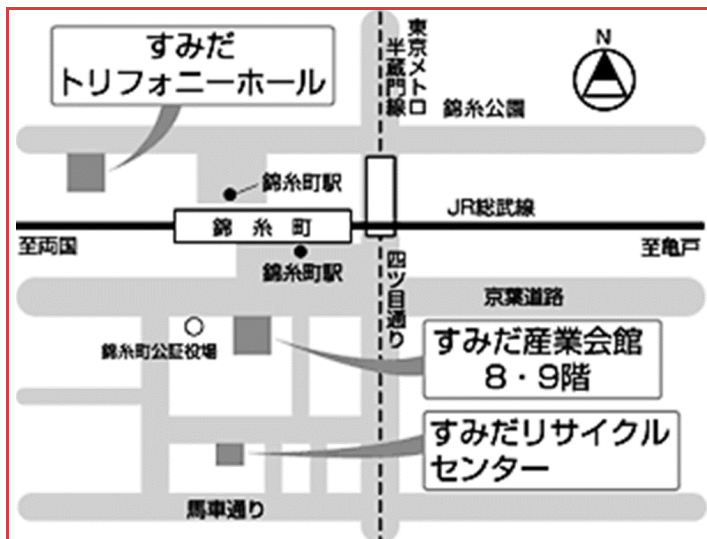 すみだ
トリフォニーホール
東京メトロ
半蔵門線
N
錦糸公園
錦糸町駅
JR総武線
錦糸町
至両国
至亀戸
錦糸町駅
四ツ目通り
京葉道路
錦糸町公証役場
すみだ産業会館
8・9階
すみだリサイクル
センター
馬車通り